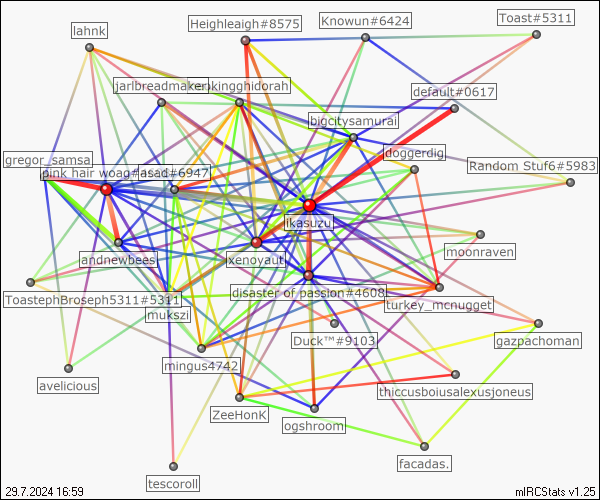 Toast#5311
Knowun#6424
Heighleigh#8575
lahnk
jarlbreadmaker
kingghidorah
default#0617
bigcitysamurai
doggerdig
gregor_samsa
Random Stuf6#5983
pink hair woag#
asad#6947
likasuzu
moonraven
andnewbees
xenoyaut
disaster of passion#4608
ToastephBroseph5311#5311
turkey_mcnugget
mukszi
Duck™#9103
gazpachoman
mingus4742
avelicious
thiccusboiusalexusjoneus
ZeeHonK
ogshroom
facadas.
tescoroll
29.7.2024 16:59
mIRCStats v1.25